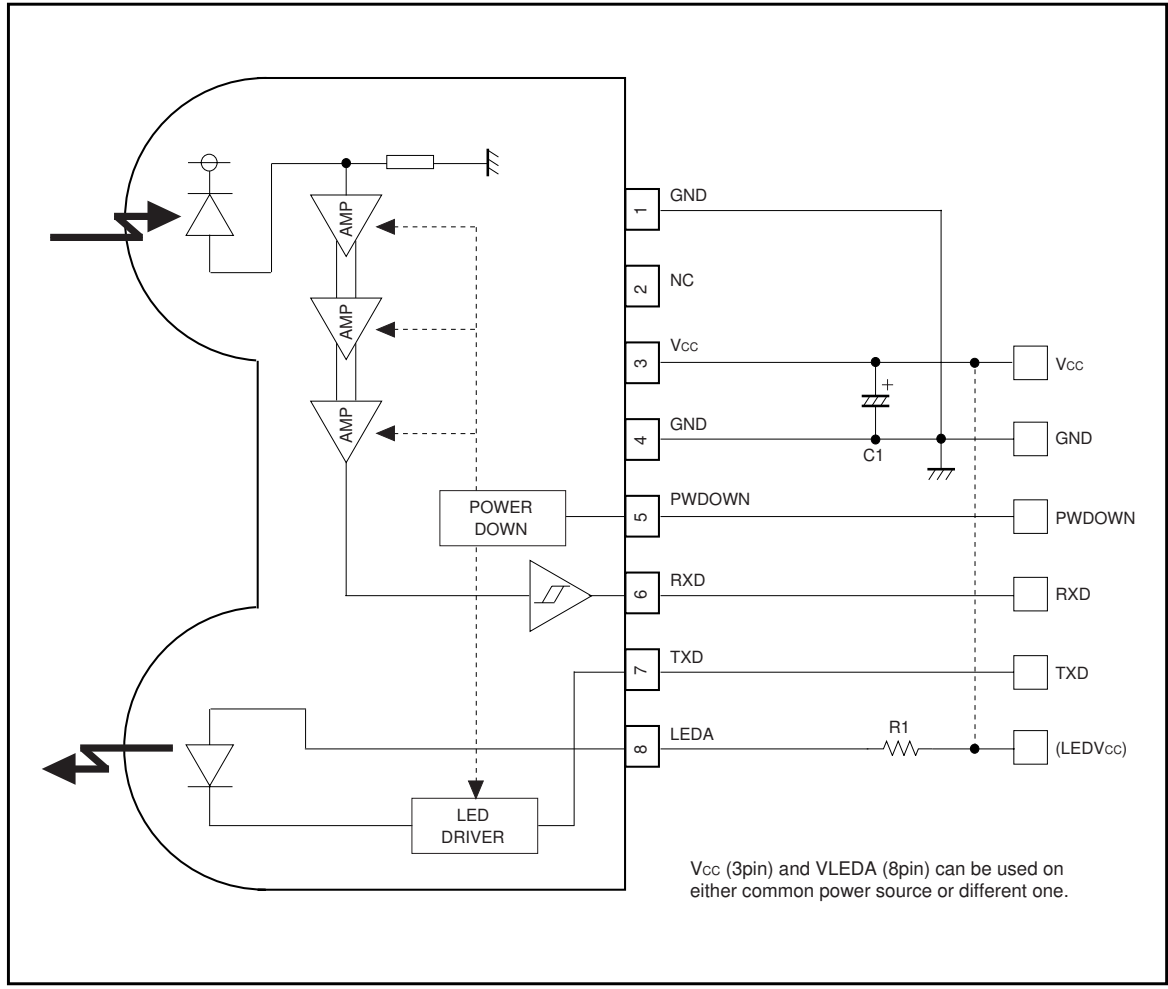 AMP
AMP
AMP
POWER
DOWN
LED
DRIVER
1
GND
2
NC
3
Vcc
4
GND
5
PWDOWN
6
RXD
7
TXD
8
LEDA
+
C1
R1
Vcc
GND
PWDOWN
RXD
TXD
(LEDVcc)
Vcc (3pin) and VLEDA (8pin) can be used on
either common power source or different one.